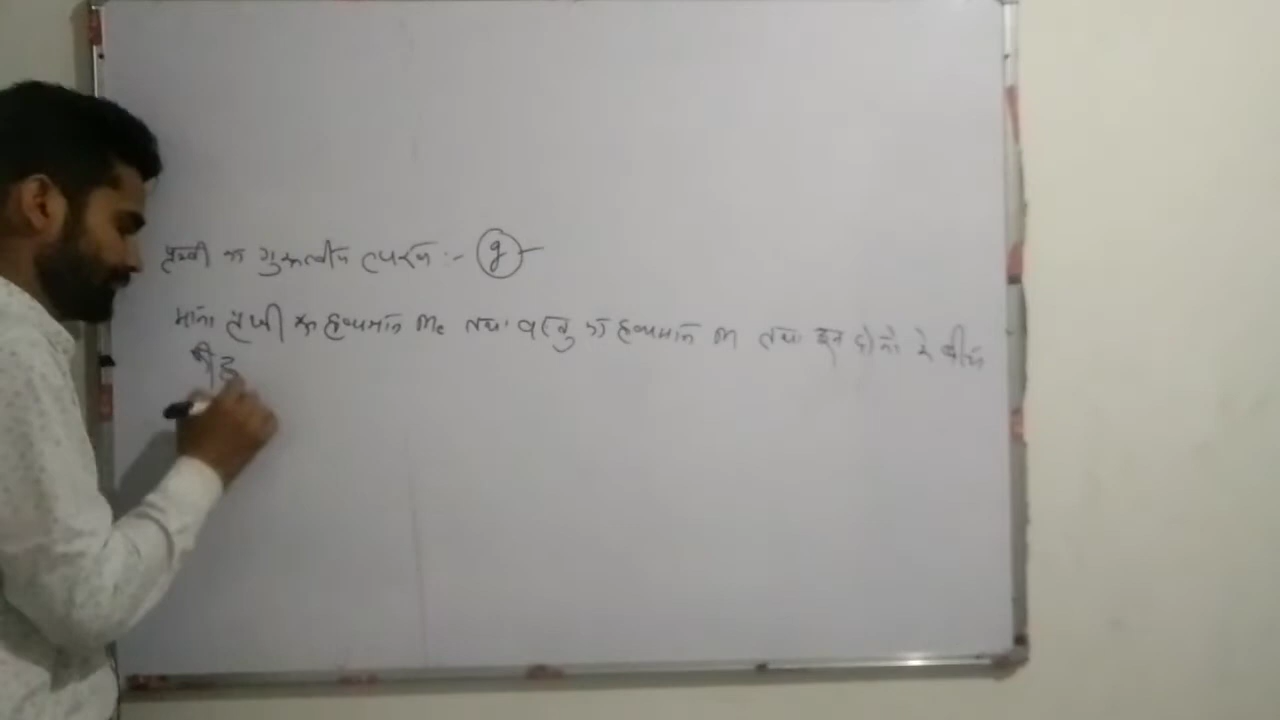 पृथ्वी का गुरुत्वीय त्वरण :- g
माना पृथ्वी का द्रव्यमान Me तथा वस्तु का द्रव्यमान m तथा इन दोनों के बीच
की